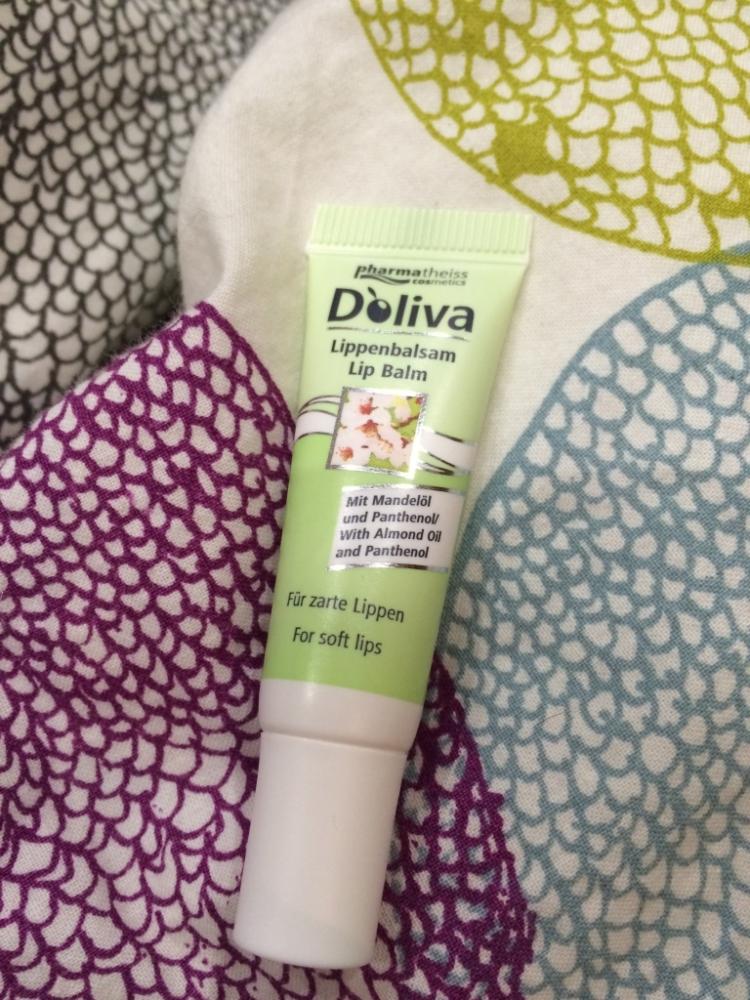 pharmatheiss
cosmetics
Doliva
Lippenbalsam
Lip Balm
Mit Mandelöl
und Panthenol/
With Almond Oil
and Panthenol
Für zarte Lippen
For soft lips